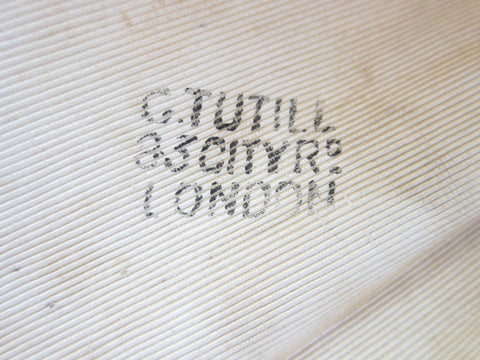 G. TUTILL
83 CITY RD.
LONDON